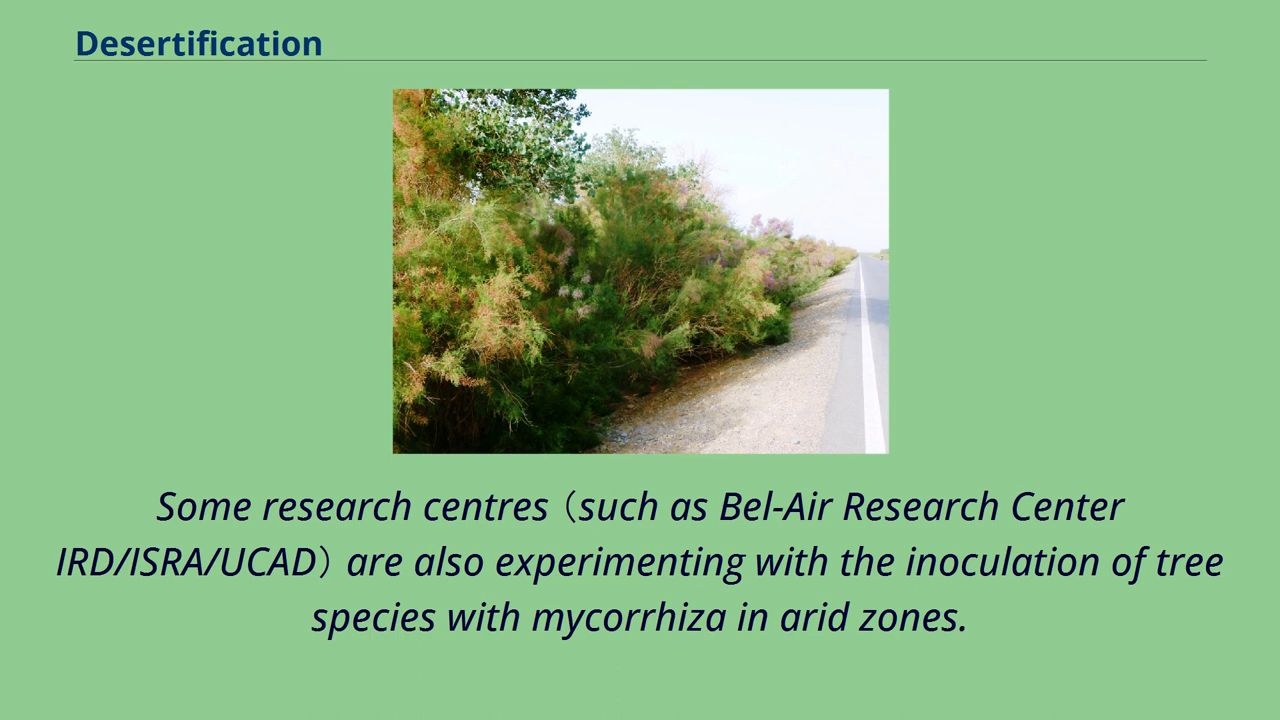 Desertification
Some research centres (such as Bel-Air Research Center
IRD/ISRA/UCAD) are also experimenting with the inoculation of tree
species with mycorrhiza in arid zones.